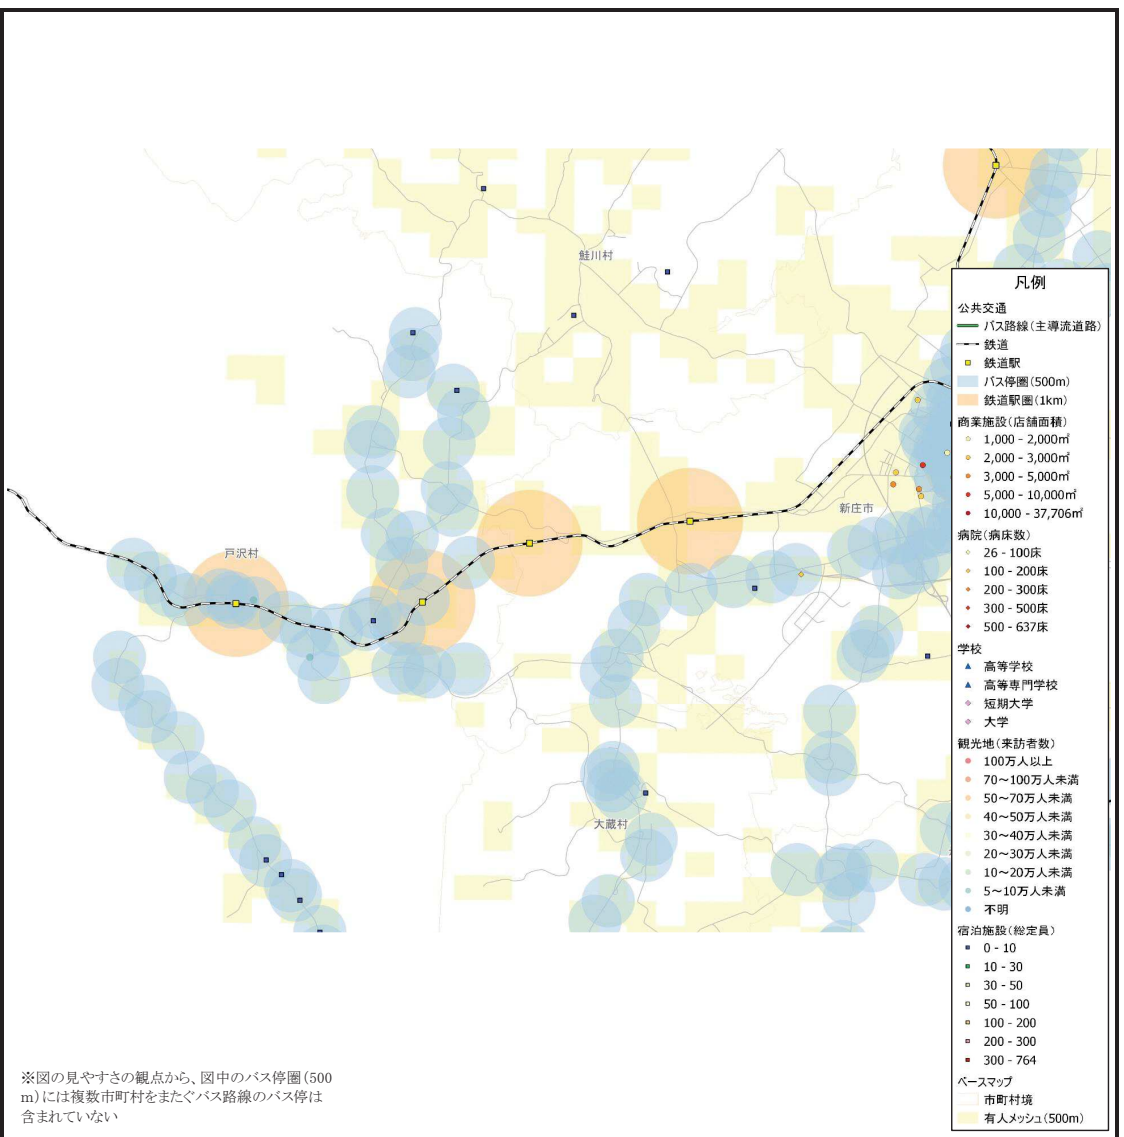 鮭川村
新庄市
戸沢村
大蔵村
凡例
公共交通
バス路線(主導流道路)
鉄道
鉄道駅
バス停圏(500m)
鉄道駅圏(1km)
商業施設(店舗面積)
1,000 - 2,000㎡
2,000 - 3,000㎡
3,000 - 5,000㎡
5,000 - 10,000㎡
10,000 - 37,706㎡
病院(病床数)
26 - 100床
100 - 200床
200 - 300床
300 - 500床
500 - 637床
学校
高等学校
高等専門学校
短期大学
大学
観光地(来訪者数)
100万人以上
70～100万人未満
50～70万人未満
40～50万人未満
30～40万人未満
20～30万人未満
10～20万人未満
5～10万人未満
不明
宿泊施設(総定員)
0 - 10
10 - 30
30 - 50
50 - 100
100 - 200
200 - 300
300 - 764
ベースマップ
市町村境
有人メッシュ(500m)
※図の見やすさの観点から、図中のバス停圏(500
m)には複数市町村をまたぐバス路線のバス停は
含まれていない